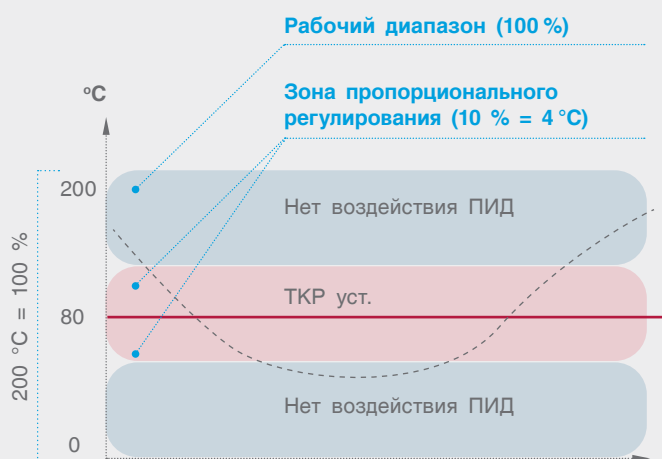 Рабочий диапазон (100 %)
°C
Зона пропорционального
регулирования (10 % = 4 °C)
200
Нет воздействия ПИД
200 °C = 100 %
ТКР уст.
80
Нет воздействия ПИД
0